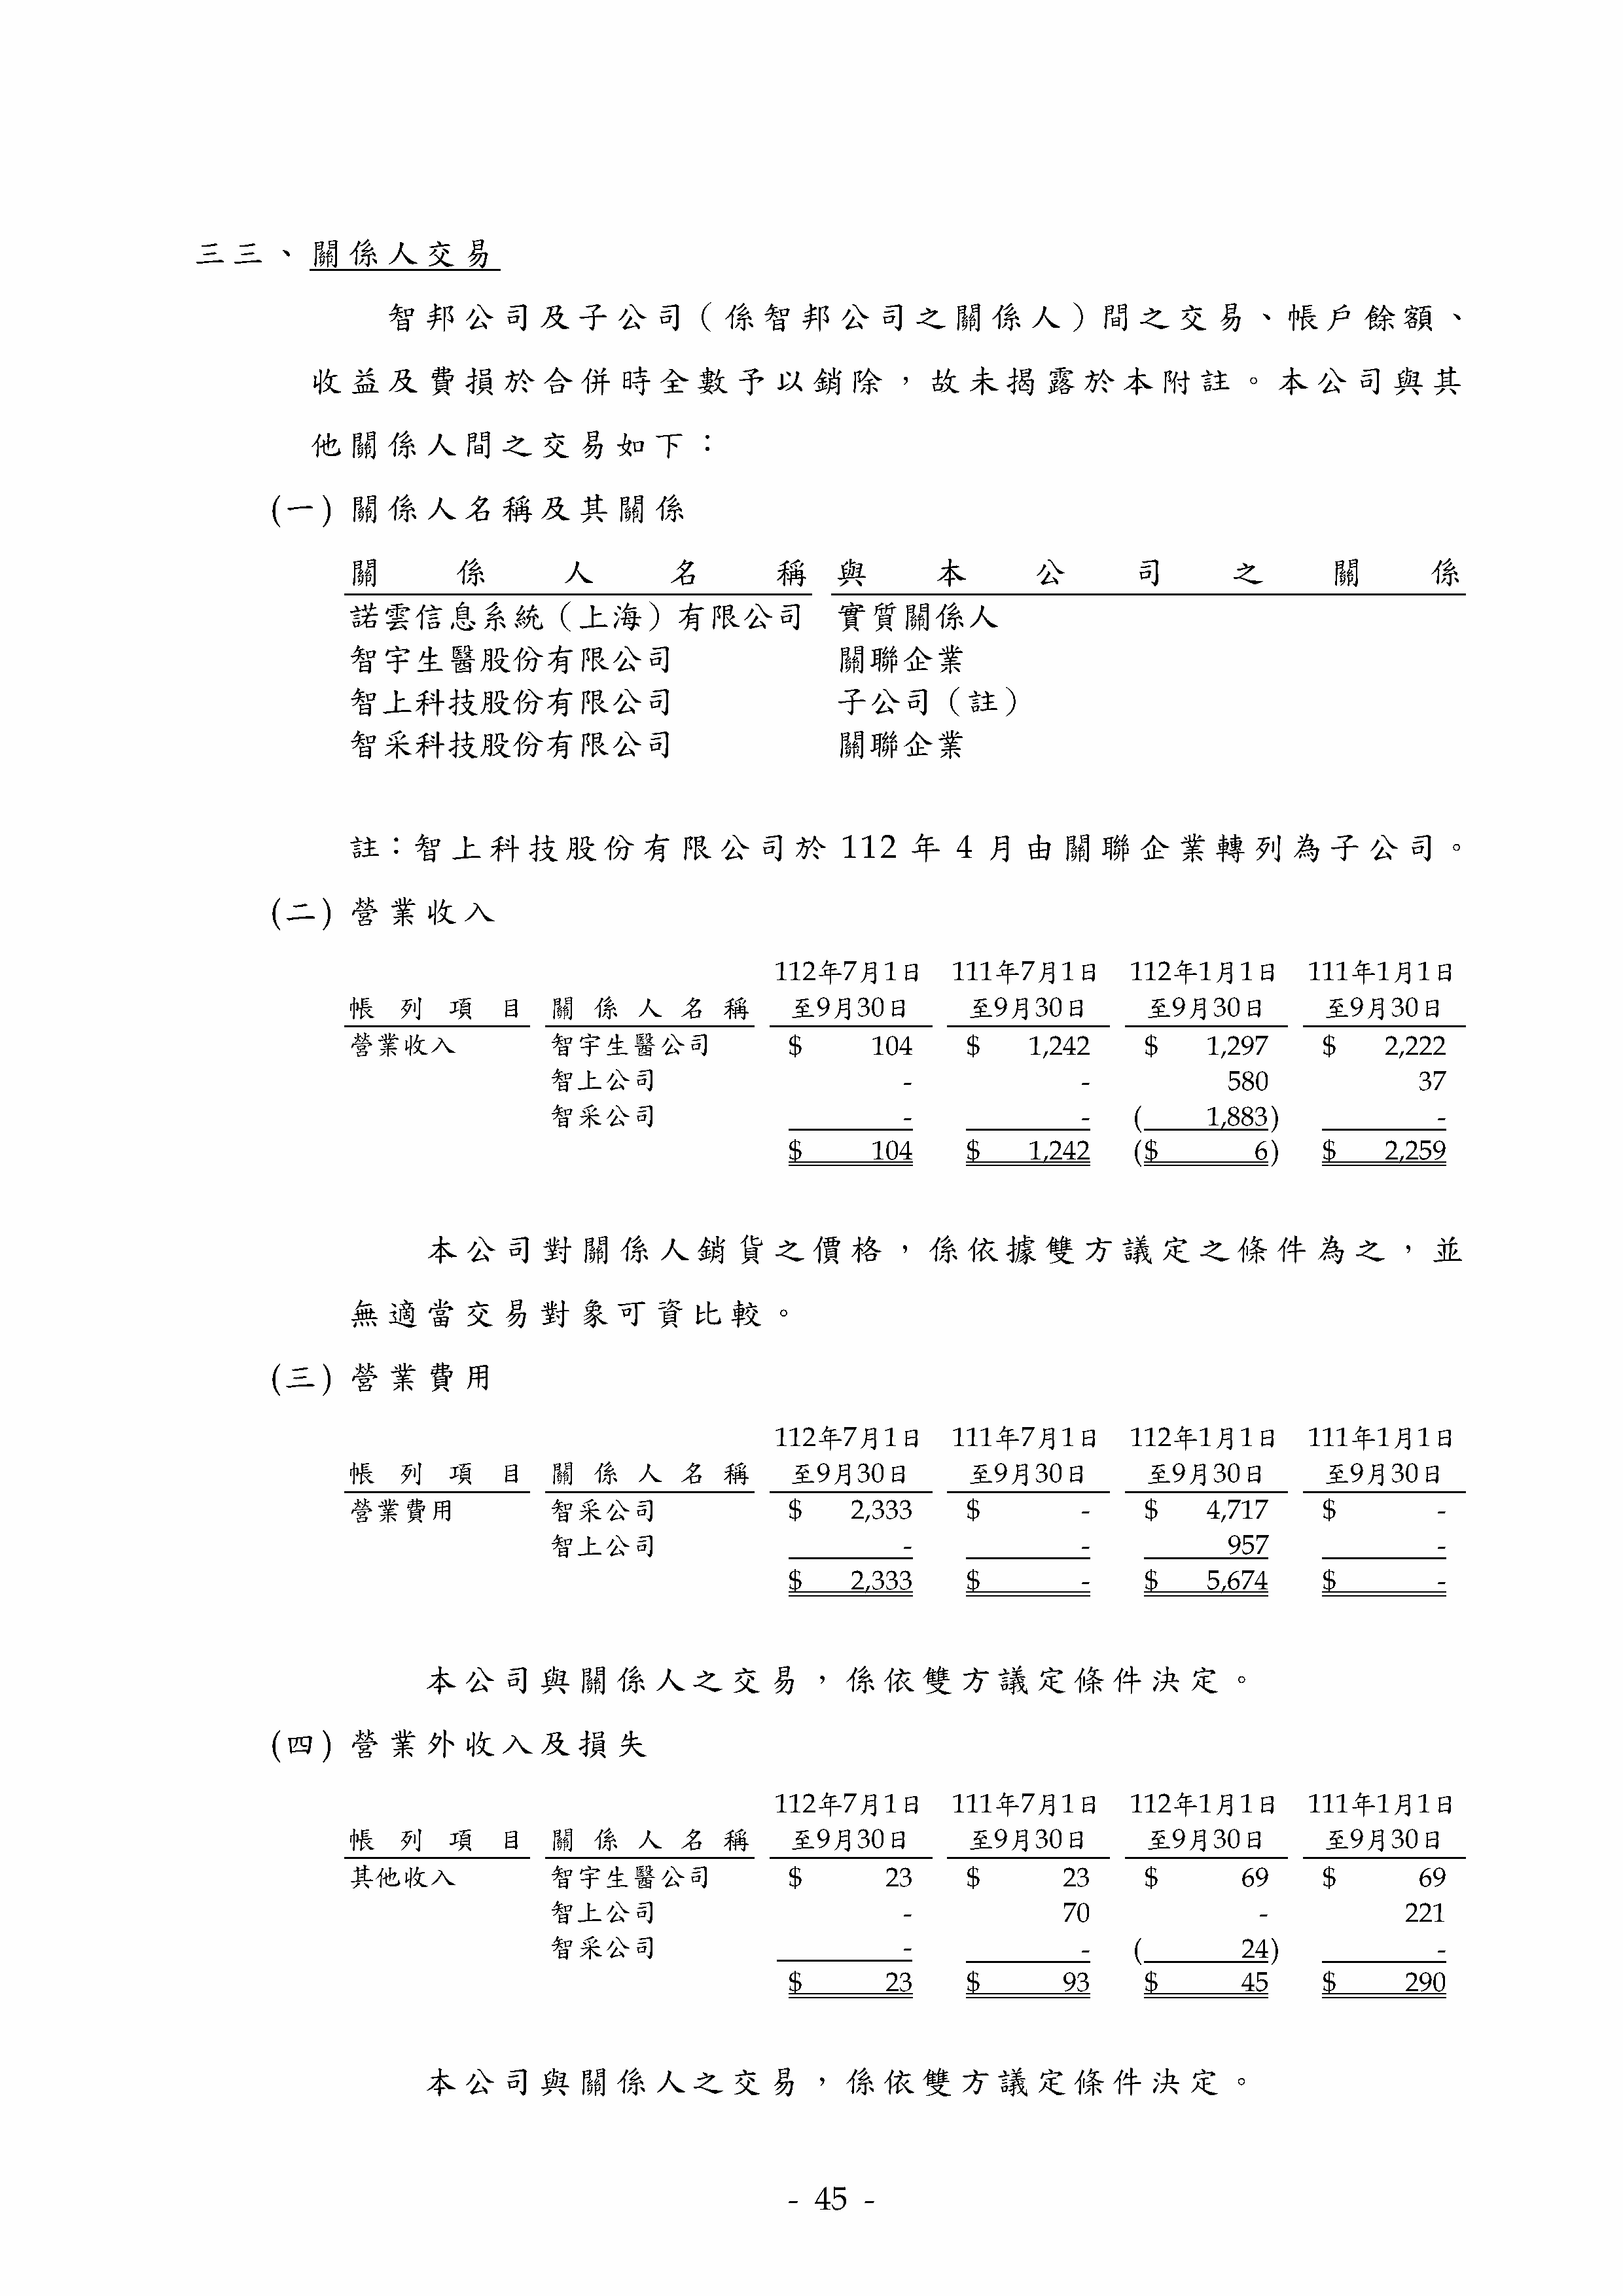 三三、關係人交易
智邦公司及子公司（係智邦公司之關係人）間之交易、帳戶餘額、
收益及費損於合併時全數予以銷除，故未揭露於本附註。本公司與其
他關係人間之交易如下：
(一) 關係人名稱及其關係
關係人名稱 與本公司之關係
諾雲信息系統（上海）有限公司 實質關係人
智宇生醫股份有限公司 關聯企業
智上科技股份有限公司 子公司（註）
智采科技股份有限公司 關聯企業
註：智上科技股份有限公司於 112 年 4 月由關聯企業轉列為子公司。
(二) 營業收入
112年7月1日 111年7月1日 112年1月1日 111年1月1日
帳列項目 關係人名稱 至9月30日 至9月30日 至9月30日 至9月30日
營業收入 智宇生醫公司 $ 104 $ 1,242 $ 1,297 $ 2,222
智上公司 - - 580 37
智采公司 - - ( 1,883) -
$ 104 $ 1,242 ($ 6) $ 2,259
本公司對關係人銷貨之價格，係依據雙方議定之條件為之，並
無適當交易對象可資比較。
(三) 營業費用
112年7月1日 111年7月1日 112年1月1日 111年1月1日
帳列項目 關係人名稱 至9月30日 至9月30日 至9月30日 至9月30日
營業費用 智采公司 $ 2,333 $ - $ 4,717 $ -
智上公司 - - 957 -
$ 2,333 $ - $ 5,674 $ -
本公司與關係人之交易，係依雙方議定條件決定。
(四) 營業外收入及損失
112年7月1日 111年7月1日 112年1月1日 111年1月1日
帳列項目 關係人名稱 至9月30日 至9月30日 至9月30日 至9月30日
其他收入 智宇生醫公司 $ 23 $ 23 $ 69 $ 69
智上公司 - 70 - 221
智采公司 - - ( 24) -
$ 23 $ 93 $ 45 $ 290
本公司與關係人之交易，係依雙方議定條件決定。
- 45 -